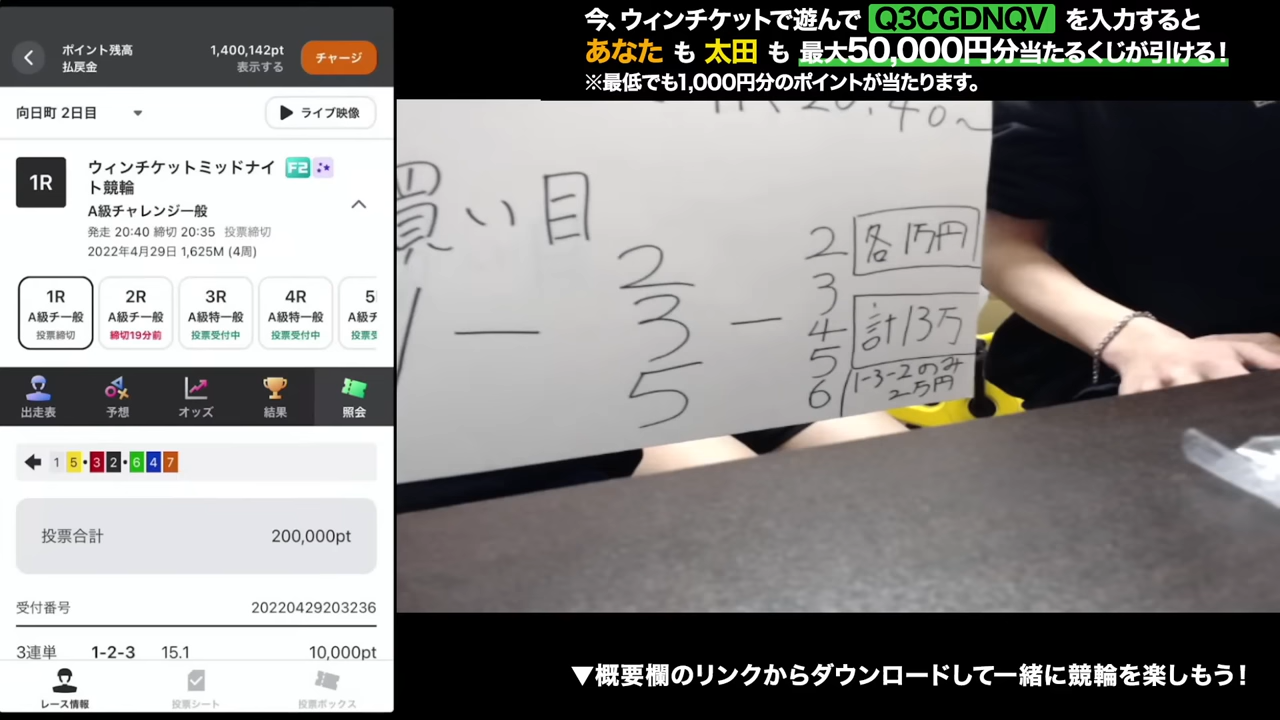 今、ウィンチケットで遊んで Q3CGDNQV を入力すると
あなた も 太田 も 最大50,000円分当たるくじが引ける！
※最低でも1,000円分のポイントが当たります。
ポイント残高
払戻金
1,400,142pt
表示する
チャージ
向日町 2日目
ライブ映像
1R
ウィンチケットミッドナイ
ト競輪
F2
A級チャレンジ一般
発走 20:40 締切 20:35 投票締切
2022年4月29日 1,625M (4周)
1R
A級チ一般
投票締切
2R
A級チ一般
締切19分前
3R
A級特一般
投票受付中
4R
A級特一般
投票受付中
5
A級チ
投票受
出走表
予想
オッズ
結果
照会
1 5・3 2・6 4 7
投票合計
200,000pt
受付番号
20220429203236
3連単 1-2-3 15.1 10,000pt
レース情報
投票シート
投票ボックス
20:40〜
買い目
1 — 2 3 5 — 2 3 4 5 6
各1万円
計13万
1-3-2のみ
2万円
▼概要欄のリンクからダウンロードして一緒に競輪を楽しもう！